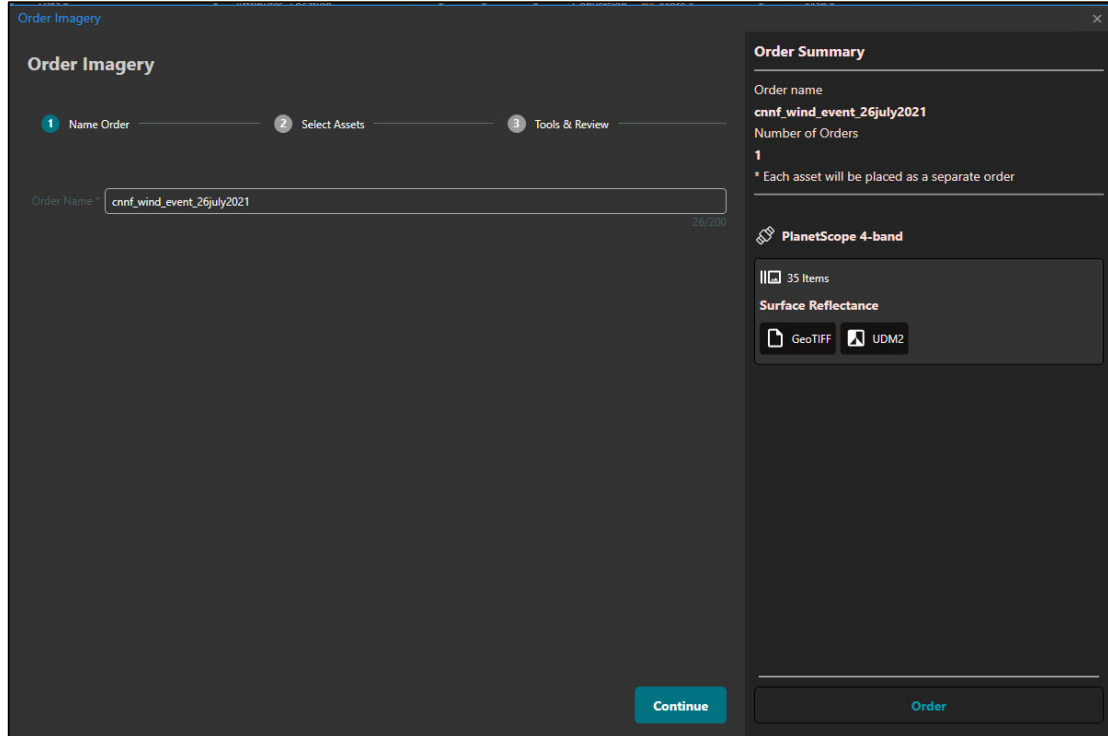 Order Imagery
Order Imagery
1 Name Order 2 Select Assets 3 Tools & Review
Order Name * cnnf_wind_event_26july2021
26/200
Continue
Order Summary
Order name
cnnf_wind_event_26july2021
Number of Orders
1
* Each asset will be placed as a separate order
PlanetScope 4-band
35 Items
Surface Reflectance
GeoTIFF UDM2
Order